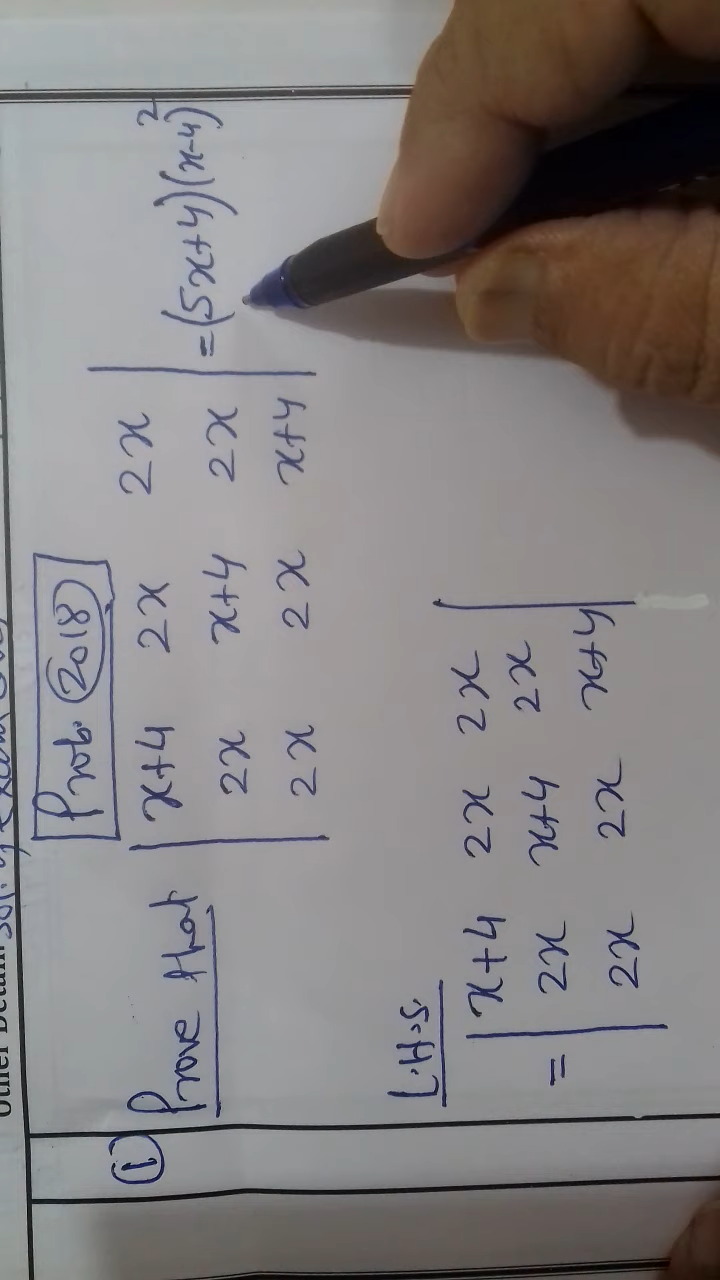 Prob. 2018
① Prove that
| x+4 2x 2x |
| 2x x+4 2x | = (5x+4)(x-4)²
| 2x 2x x+4 |
L.H.S.
| x+4 2x 2x |
= | 2x x+4 2x |
| 2x 2x x+4 |